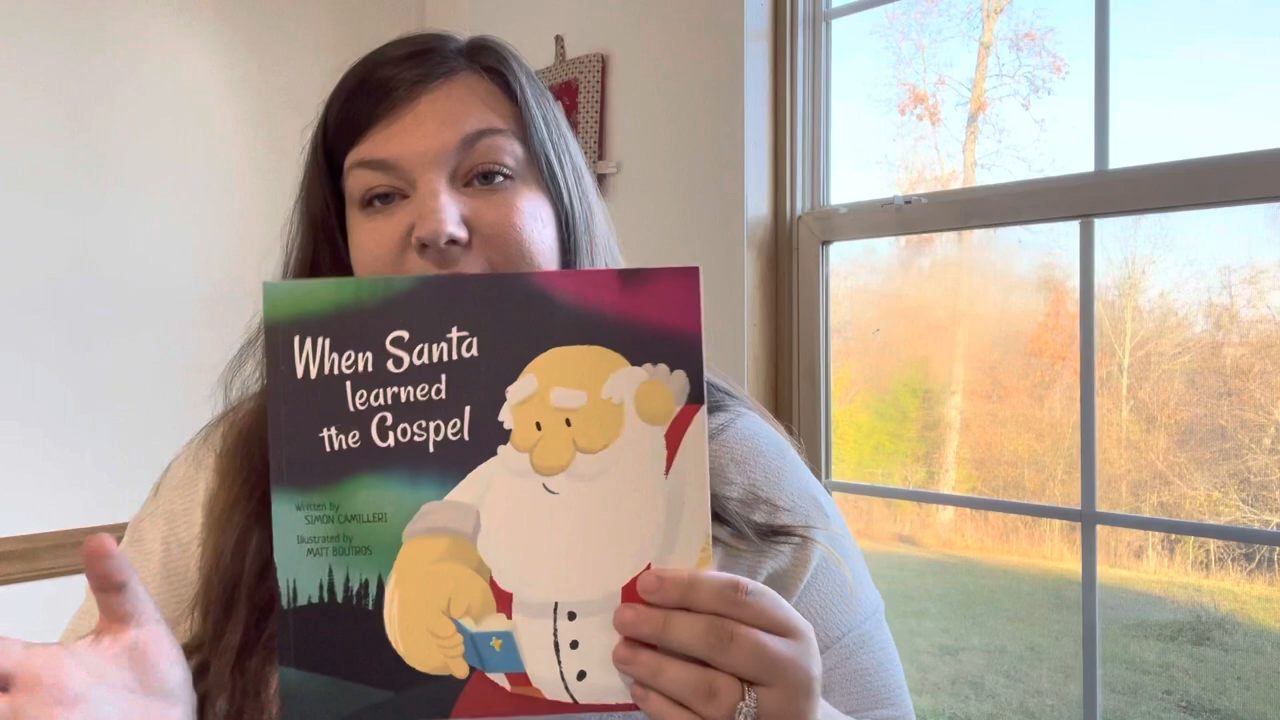 When Santa
learned
the Gospel
Written by
SIMON CAMILLERI
Illustrated by
MATT BOUTROS